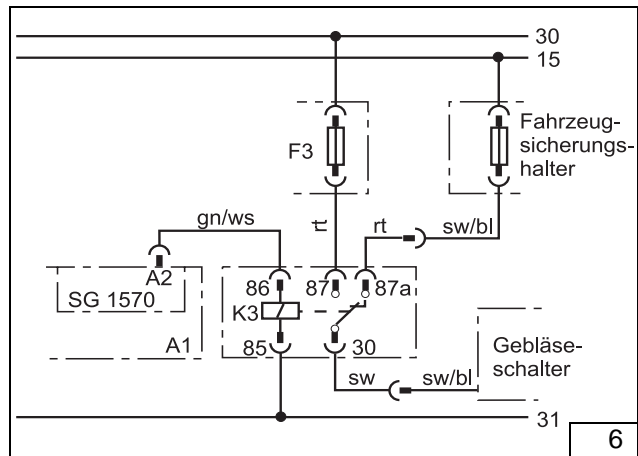 30
15
F3
Fahrzeug-
sicherungs-
halter
gn/ws
rt
rt
sw/bl
A2
SG 1570
A1
86
87
87a
K3
85
30
Gebläse-
schalter
sw
sw/bl
31
6